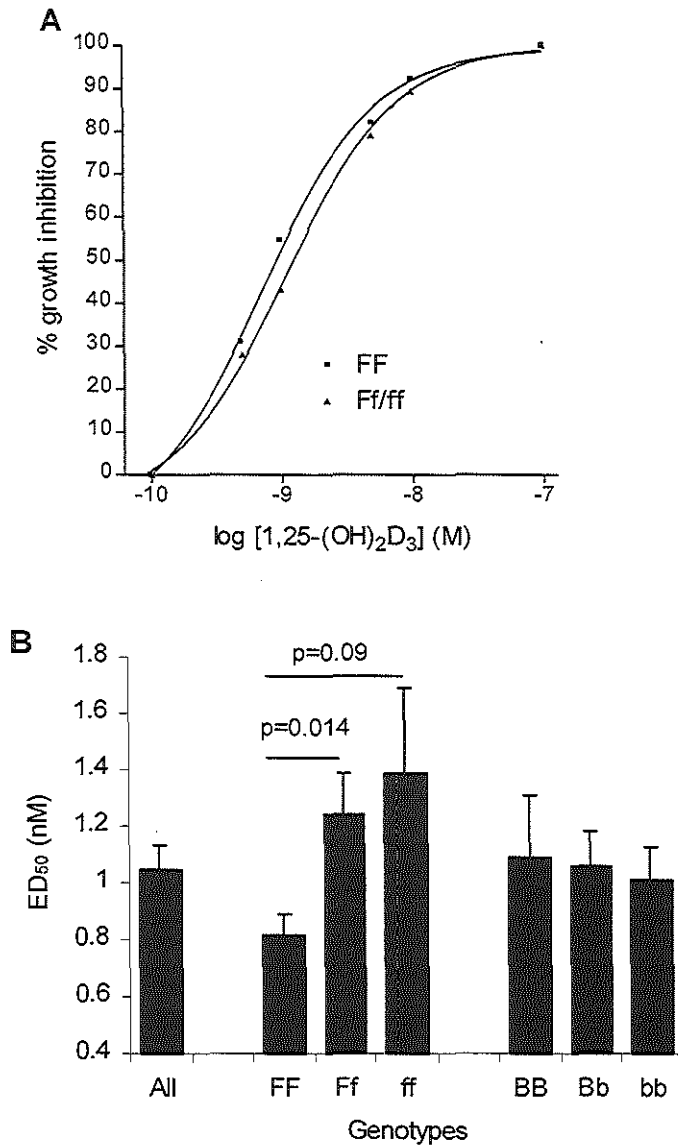 A
100
90
80
70
60
50
40
30
20
10
0
% growth inhibition
FF
Ff/ff
-10 -9 -8 -7
log [1,25-(OH)₂D₃] (M)
B
1.8
1.6
1.4
1.2
1
0.8
0.6
0.4
ED₅₀ (nM)
p=0.09
p=0.014
All FF Ff ff BB Bb bb
Genotypes